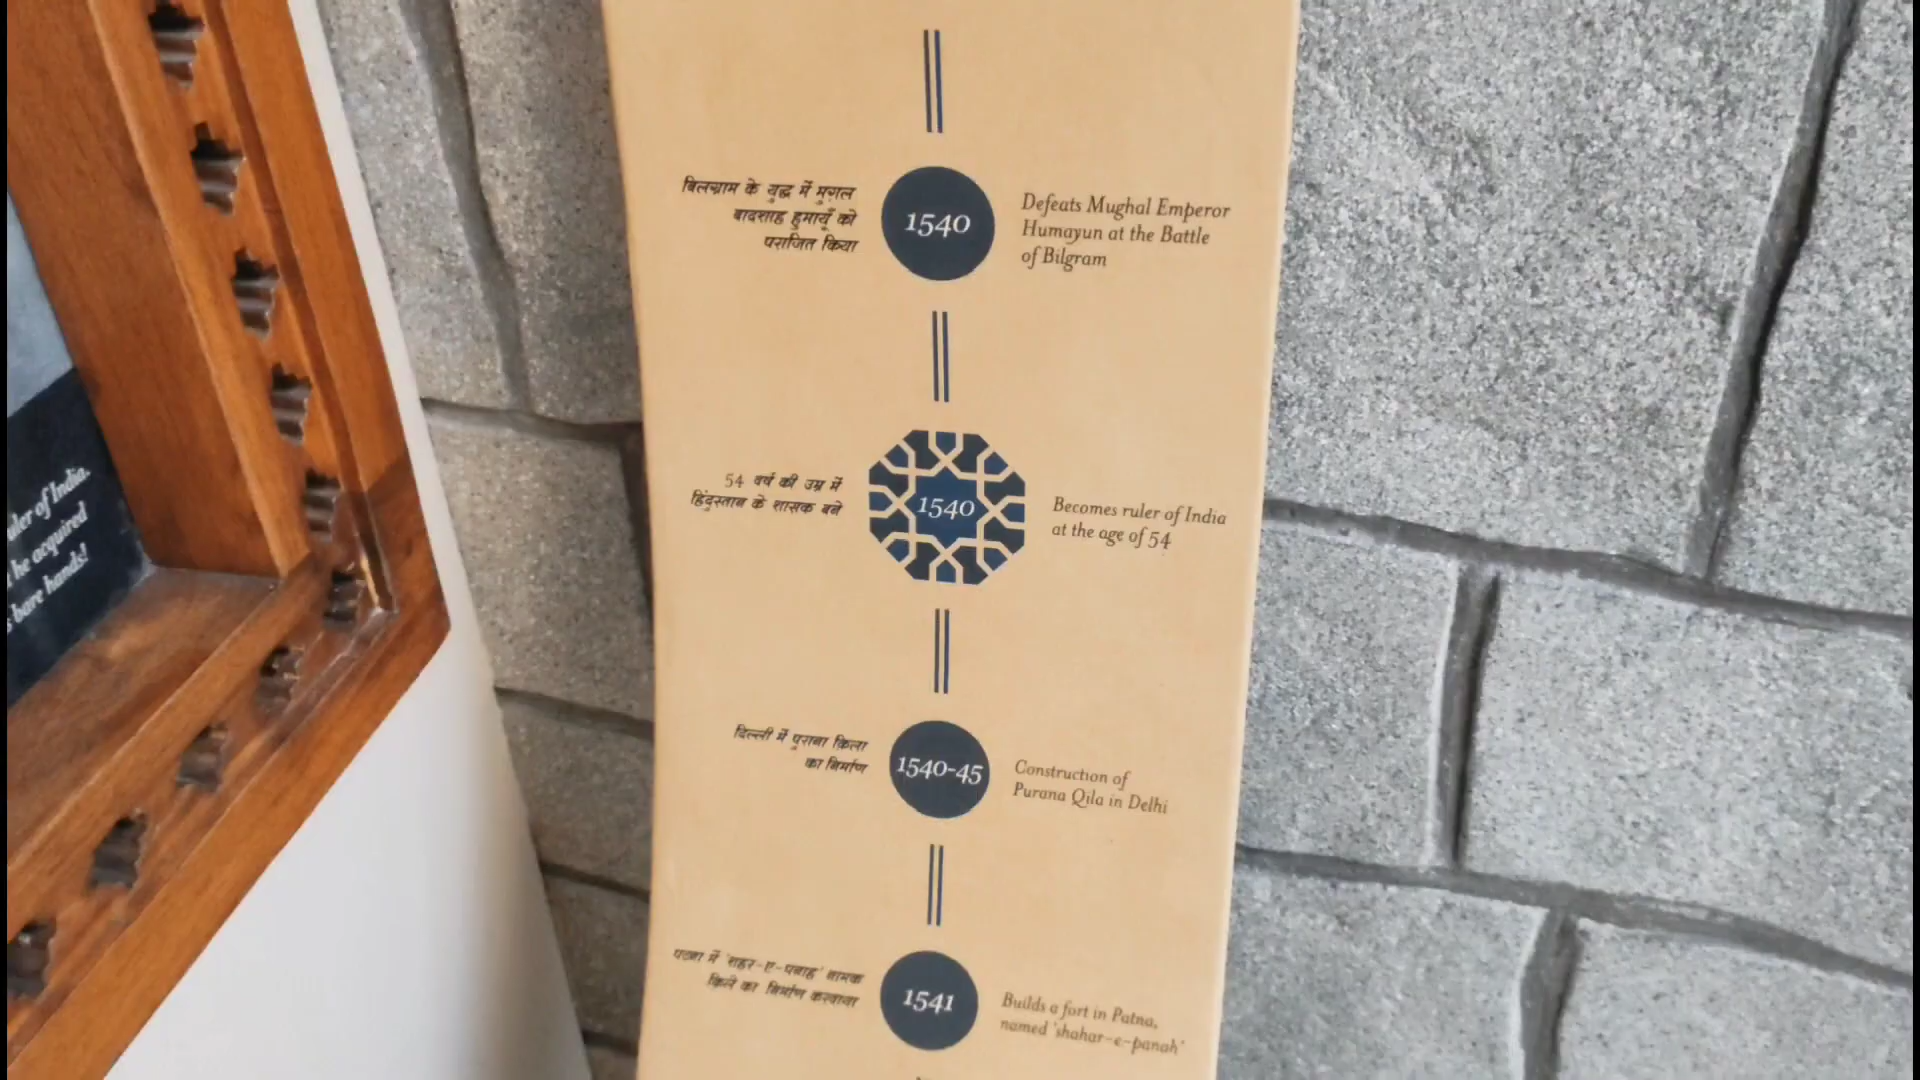 बिलग्राम के युद्ध में मुग़ल
बादशाह हुमायूँ को
पराजित किया
1540
Defeats Mughal Emperor
Humayun at the Battle
of Bilgram
54 वर्ष की उम्र में
हिंदुस्तान के शासक बने
1540
Becomes ruler of India
at the age of 54
दिल्ली में पुराना क़िला
का निर्माण
1540-45
Construction of
Purana Qila in Delhi
पटना में 'शहर-ए-पनाह' नामक
क़िले का निर्माण करवाया
1541
Builds a fort in Patna,
named 'shahar-e-panah'
ruler of India.
he acquired
bare hands!